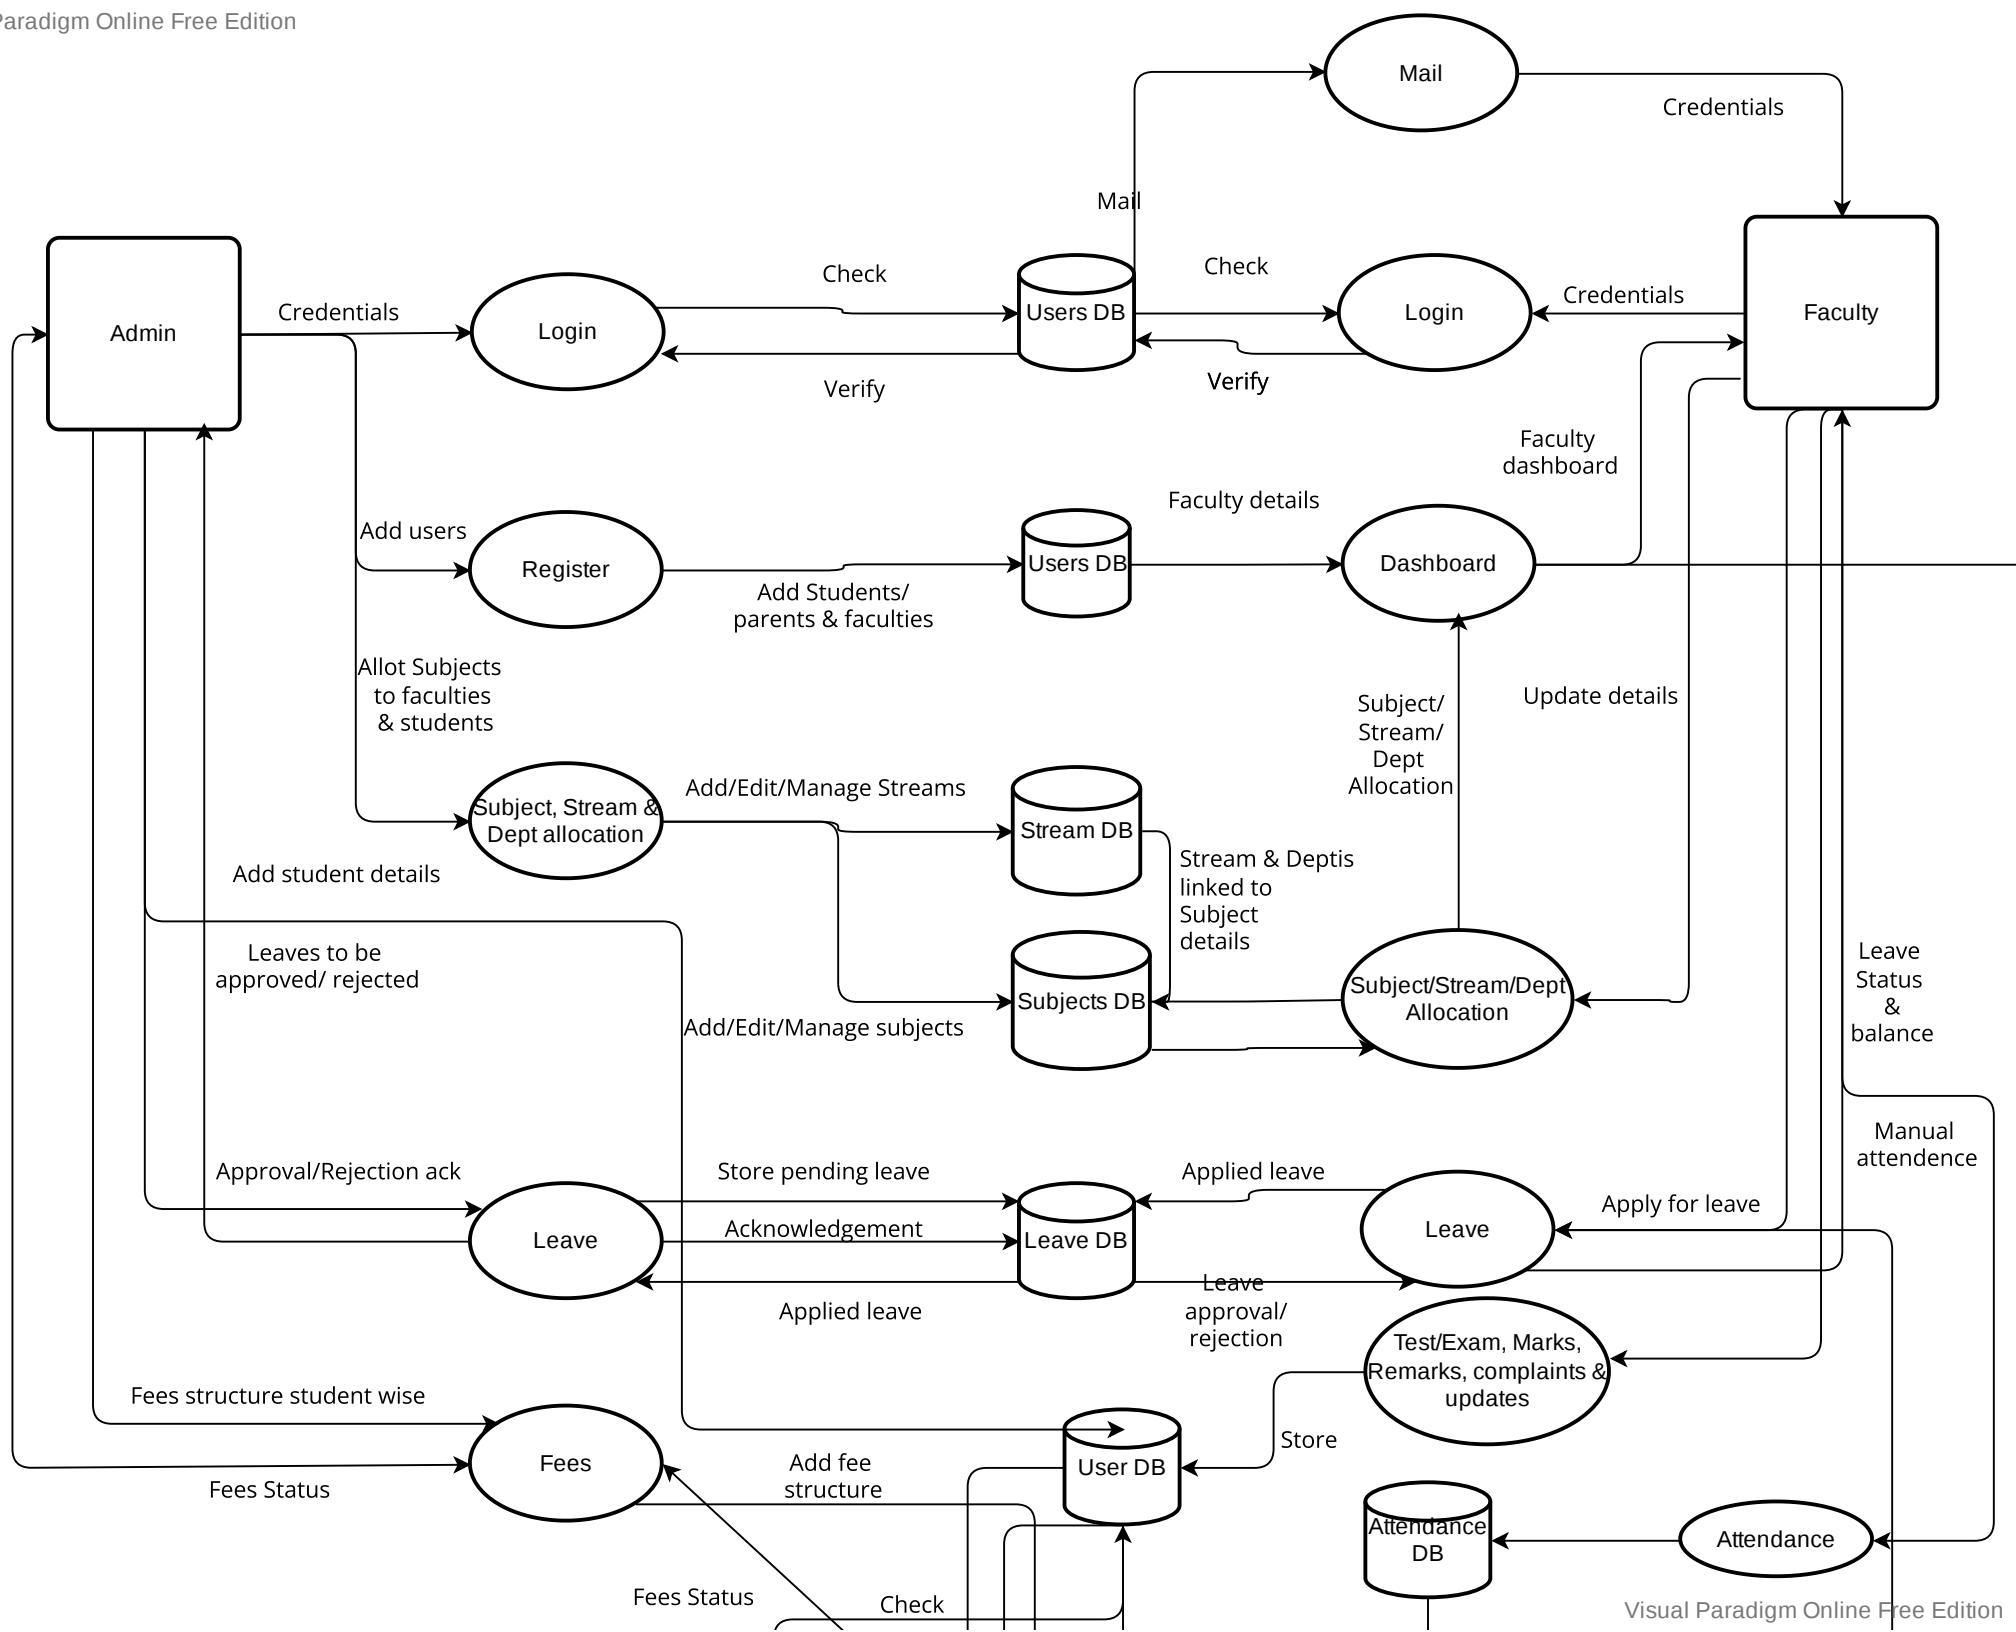 Paradigm Online Free Edition
Mail
Credentials
Mail
Admin
Credentials
Login
Check
Verify
Users DB
Check
Verify
Login
Credentials
Faculty
Faculty
dashboard
Add users
Register
Add Students/
parents & faculties
Users DB
Faculty details
Dashboard
Allot Subjects
to faculties
& students
Subject/
Stream/
Dept
Allocation
Update details
Subject, Stream &
Dept allocation
Add/Edit/Manage Streams
Stream DB
Stream & Deptis
linked to
Subject
details
Add student details
Leaves to be
approved/ rejected
Add/Edit/Manage subjects
Subjects DB
Subject/Stream/Dept
Allocation
Leave
Status
&
balance
Manual
attendence
Approval/Rejection ack
Leave
Store pending leave
Acknowledgement
Applied leave
Leave DB
Applied leave
Leave
approval/
rejection
Leave
Apply for leave
Test/Exam, Marks,
Remarks, complaints &
updates
Store
Fees structure student wise
Fees
Fees Status
Add fee
structure
User DB
Attendance
DB
Attendance
Fees Status
Check
Visual Paradigm Online Free Edition